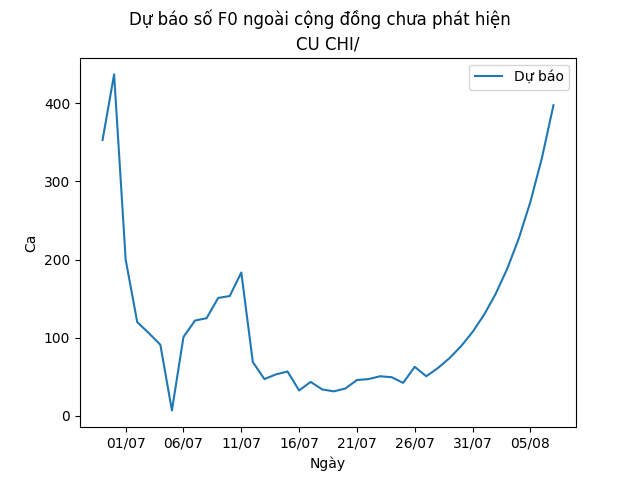 Dự báo số F0 ngoài cộng đồng chưa phát hiện
CU CHI/
Dự báo
Ca
400
300
200
100
0
01/07 06/07 11/07 16/07 21/07 26/07 31/07 05/08
Ngày